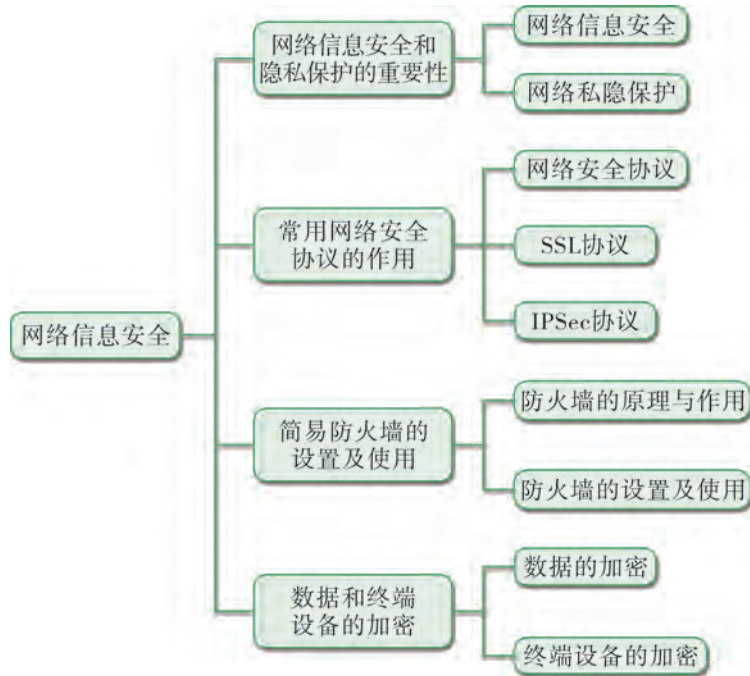 网络信息安全
网络信息安全和
隐私保护的重要性
网络信息安全
网络私隐保护
常用网络安全
协议的作用
网络安全协议
SSL协议
IPSec协议
简易防火墙的
设置及使用
防火墙的原理与作用
防火墙的设置及使用
数据和终端
设备的加密
数据的加密
终端设备的加密